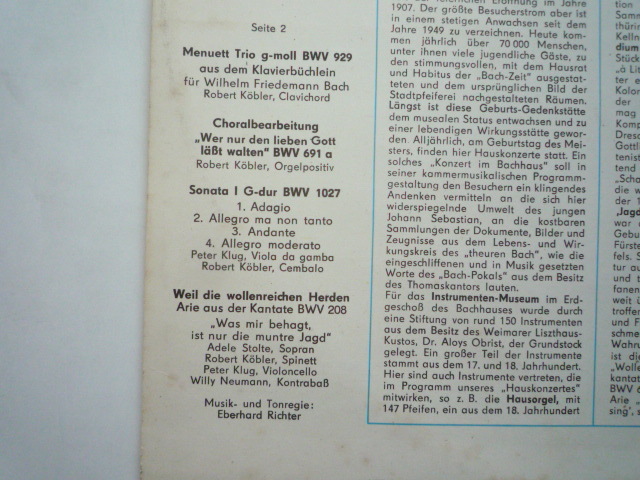 Seite 2
Menuett Trio g-moll BWV 929
aus dem Klavierbüchlein
für Wilhelm Friedemann Bach
Robert Köbler, Clavichord
Choralbearbeitung
„Wer nur den lieben Gott
läßt walten" BWV 691 a
Robert Köbler, Orgelpositiv
Sonata I G-dur BWV 1027
1. Adagio
2. Allegro ma non tanto
3. Andante
4. Allegro moderato
Peter Klug, Viola da gamba
Robert Köbler, Cembalo
Weil die wollenreichen Herden
Arie aus der Kantate BWV 208
„Was mir behagt,
ist nur die muntre Jagd"
Adele Stolte, Sopran
Robert Köbler, Spinett
Peter Klug, Violoncello
Willy Neumann, Kontrabaß
Musik- und Tonregie:
Eberhard Richter
Eröffnung im Jahre
1907. Der größte Besucherstrom aber ist
in einem stetigen Anwachsen seit dem
Jahre 1949 zu verzeichnen. Heute kom-
men jährlich über 70 000 Menschen,
unter ihnen viele jugendliche Gäste, zu
den stimmungsvollen, mit dem Hausrat
und Habitus der „Bach-Zeit" ausgestat-
teten und dem ursprünglichen Bild der
Stadtpfeiferei nachgestalteten Räumen.
Längst ist diese Geburts-Gedenkstätte
dem musealen Status entwachsen und zu
einer lebendigen Wirkungsstätte gewor-
den. Alljährlich, am Geburtstag des Mei-
sters, finden hier Hauskonzerte statt. Ein
solches „Konzert im Bachhaus" soll in
seiner kammermusikalischen Programm-
gestaltung den Besuchern ein klingendes
Andenken vermitteln an die sich hier
widerspiegelnde Umwelt des jungen
Johann Sebastian, an die kostbaren
Sammlungen der Dokumente, Bilder und
Zeugnisse aus dem Lebens- und Wir-
kungskreis des „theuren Bach", wie die
eingeschliffenen und in Musik gesetzten
Worte des „Bach-Pokals" aus dem Besitz
des Thomaskantors lauten.
Für das Instrumenten-Museum im Erd-
geschoß des Bachhauses wurde durch
eine Stiftung von rund 150 Instrumenten
aus dem Besitz des Weimarer Liszthaus-
Kustos, Dr. Aloys Obrist, der Grundstock
gelegt. Ein großer Teil der Instrumente
stammt aus dem 17. und 18. Jahrhundert.
Hier sind auch Instrumente vertreten, die
im Programm unseres „Hauskonzertes"
mitwirken, so z. B. die Hausorgel, mit
147 Pfeifen, ein aus dem 18. Jahrhundert